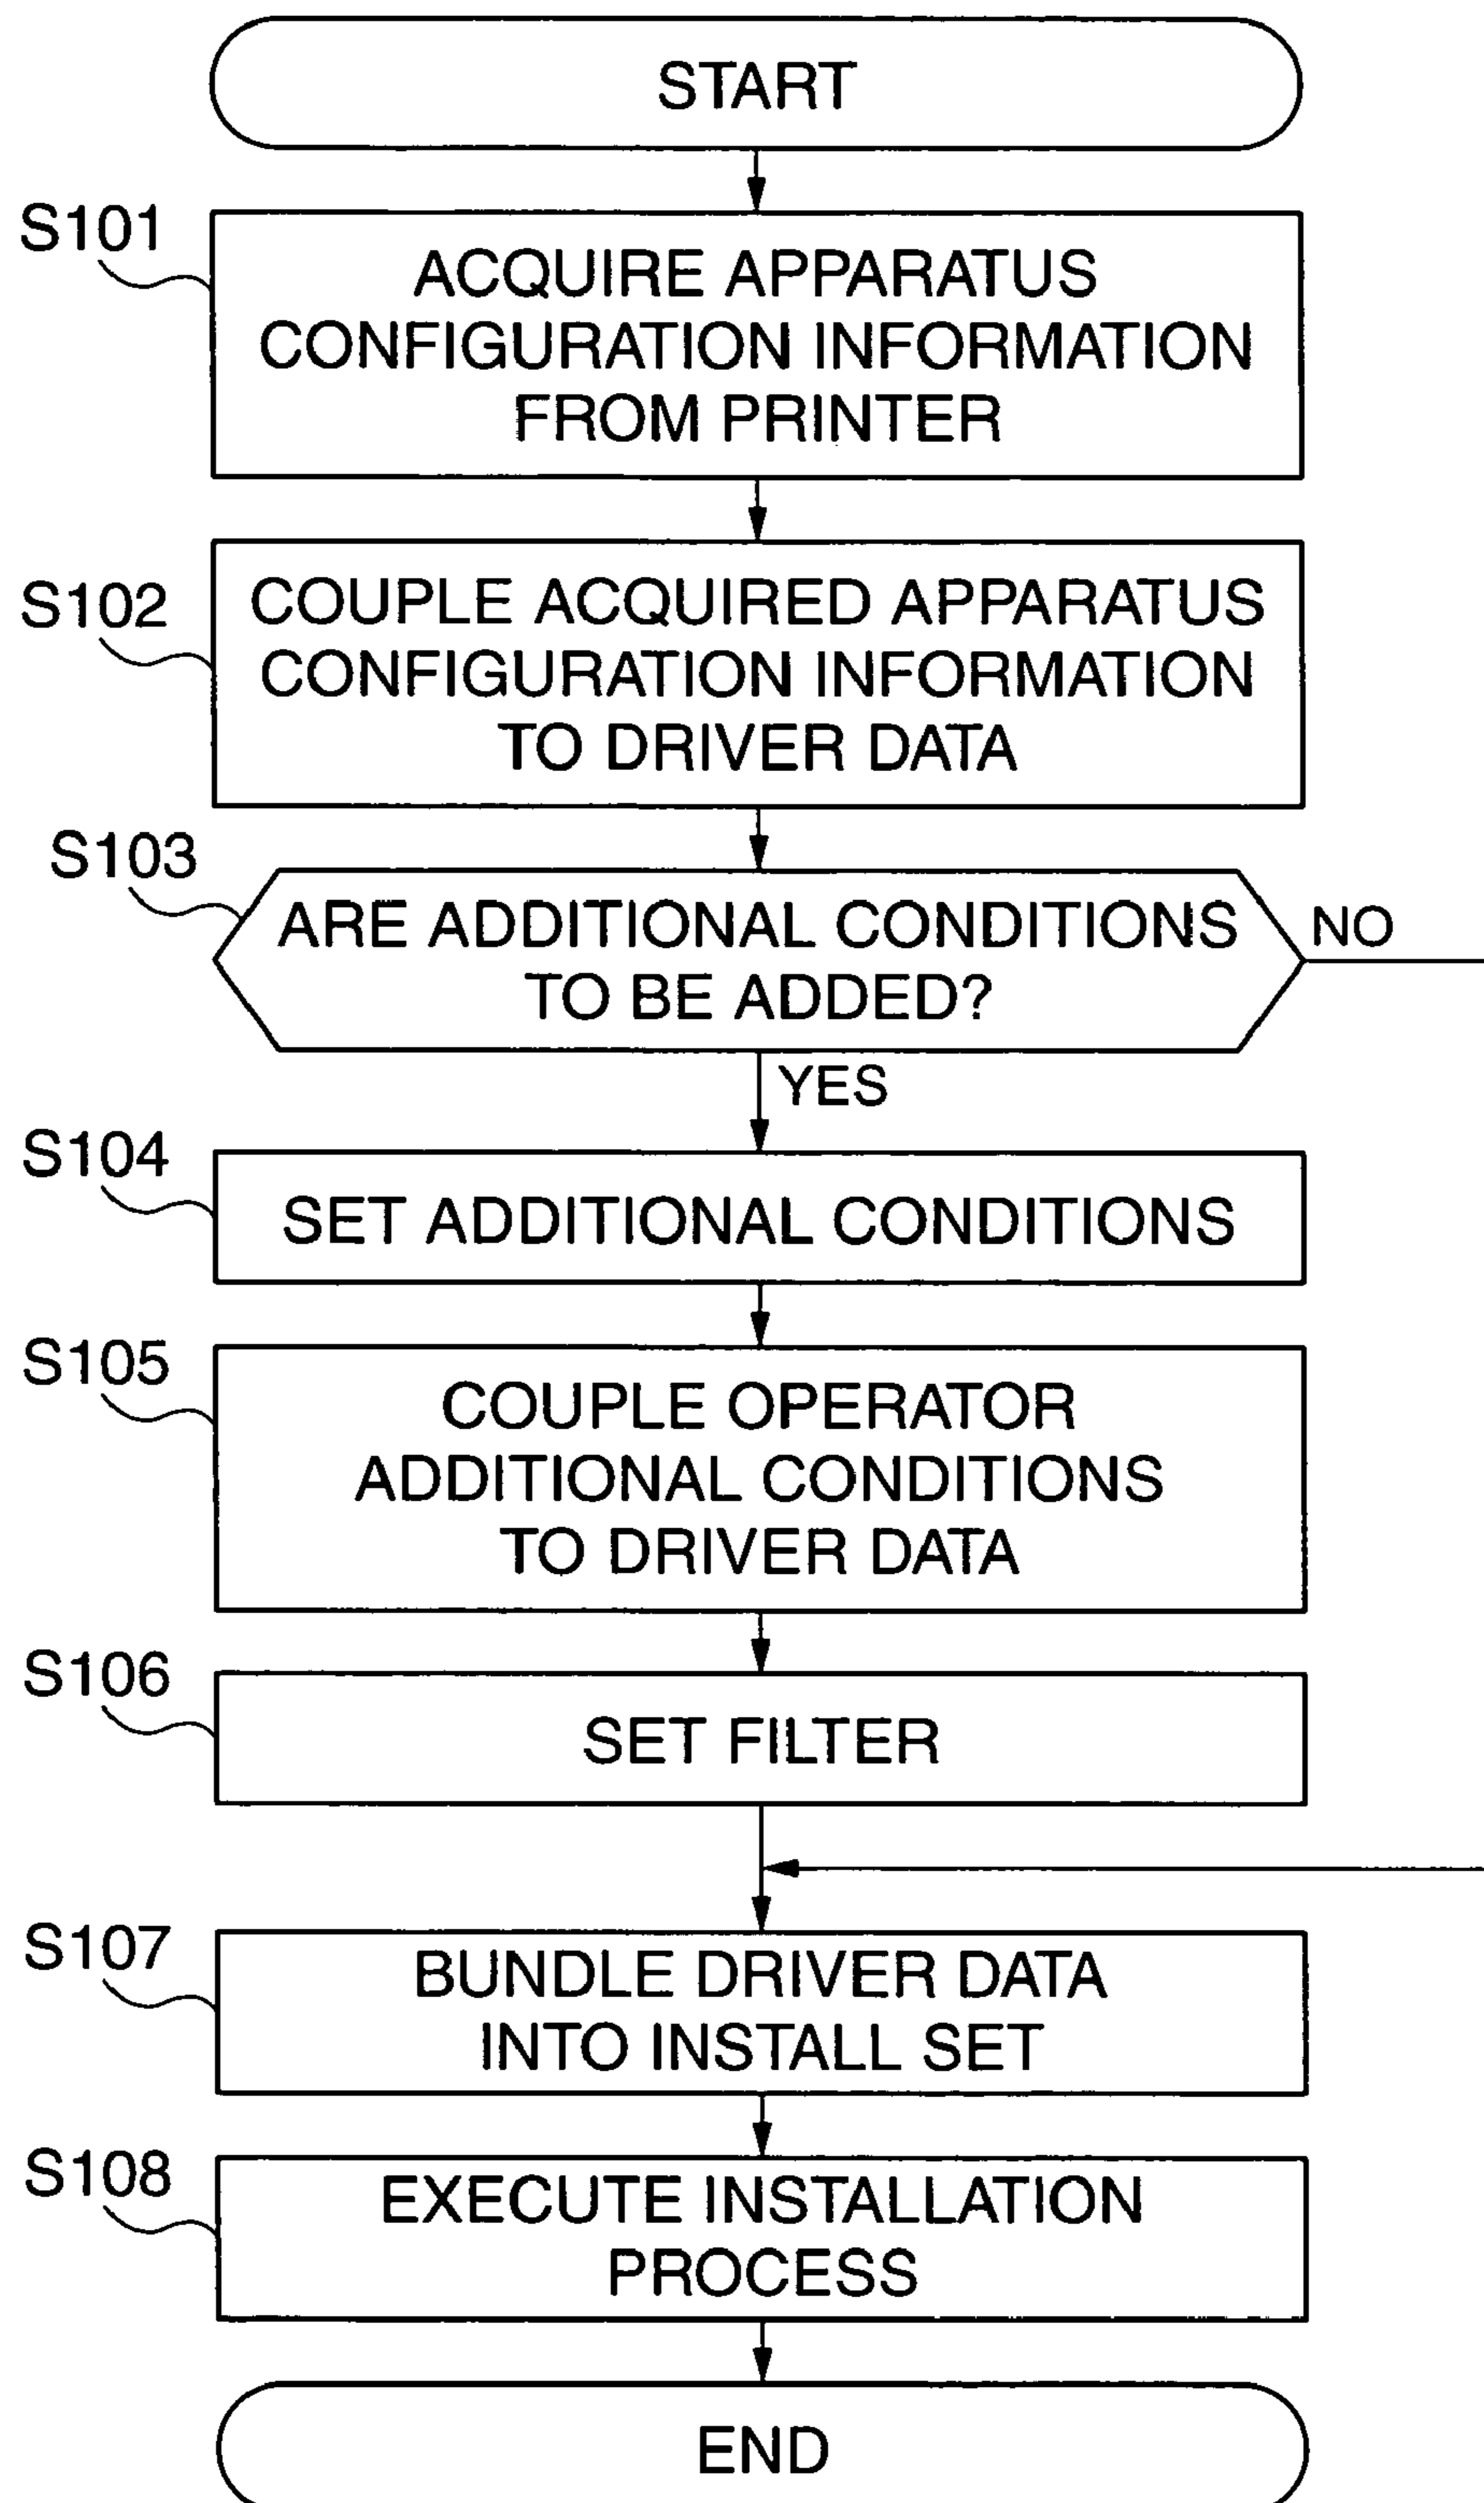 START
S101
ACQUIRE APPARATUS
CONFIGURATION INFORMATION
FROM PRINTER
S102
COUPLE ACQUIRED APPARATUS
CONFIGURATION INFORMATION
TO DRIVER DATA
S103
ARE ADDITIONAL CONDITIONS
TO BE ADDED?
NO
YES
S104
SET ADDITIONAL CONDITIONS
S105
COUPLE OPERATOR
ADDITIONAL CONDITIONS
TO DRIVER DATA
S106
SET FILTER
S107
BUNDLE DRIVER DATA
INTO INSTALL SET
S108
EXECUTE INSTALLATION
PROCESS
END